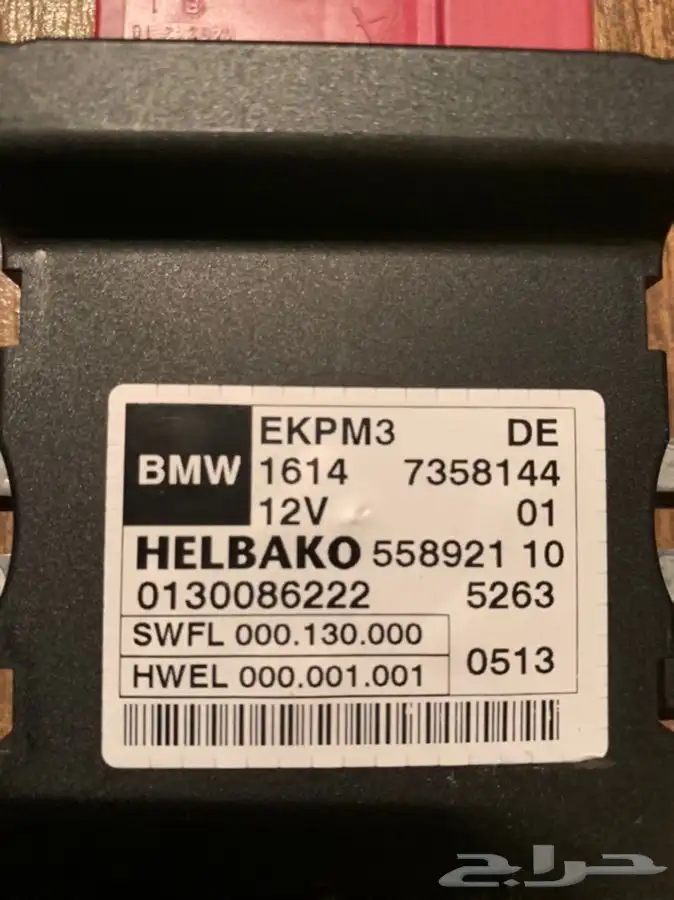 EKPM3 DE
BMW 1614 7358144
12V 01
HELBAKO 558921 10
0130086222 5263
SWFL 000.130.000
HWEL 000.001.001 0513
حراج